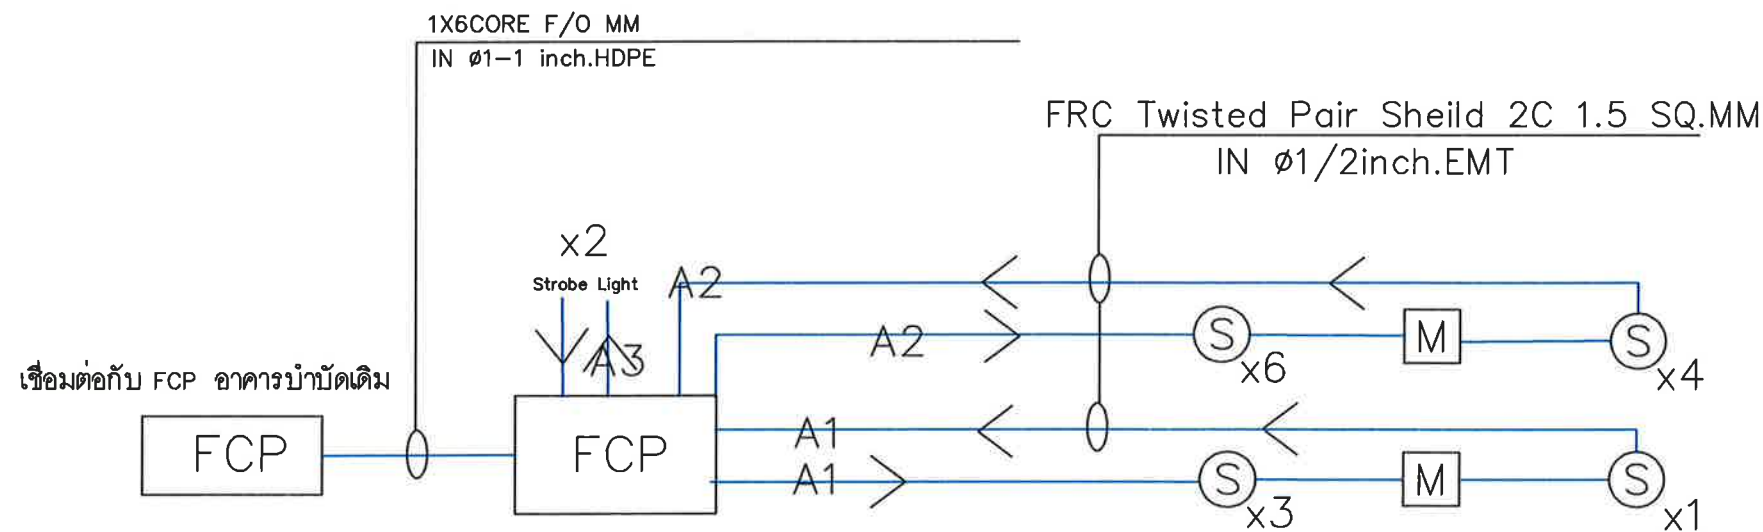 1X6CORE F/O MM
IN ø1-1 inch.HDPE
FRC Twisted Pair Sheild 2C 1.5 SQ.MM
IN ø1/2inch.EMT
x2
Strobe Light
A2
A2
A3
S
x6
M
S
x4
เชื่อมต่อกับ FCP อาคารบำบัดเดิม
FCP
FCP
A1
A1
S
x3
M
S
x1